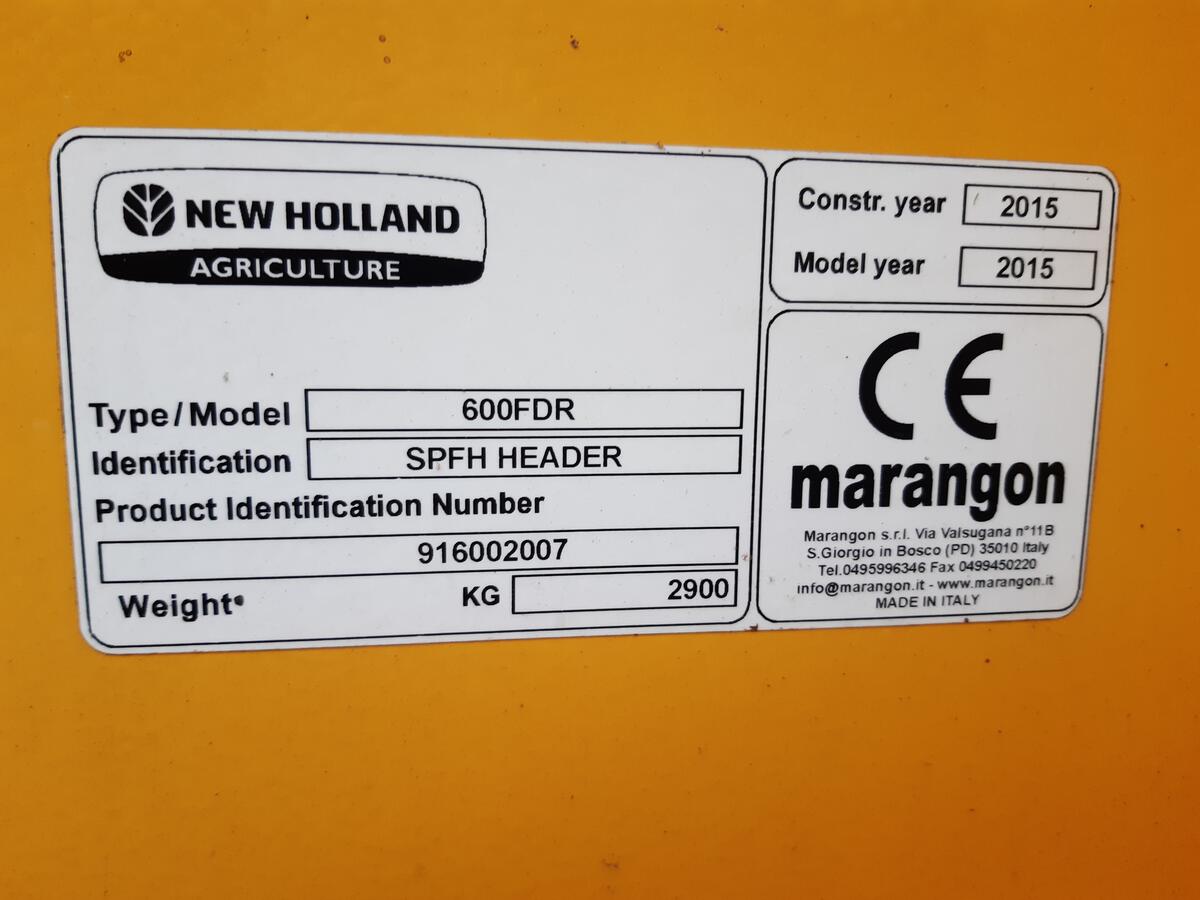 NEW HOLLAND
AGRICULTURE
Type/Model 600FDR
Identification SPFH HEADER
Product Identification Number
916002007
Weight KG 2900
Constr. year 2015
Model year 2015
CE
marangon
Marangon s.r.l. Via Valsugana n°11B
S.Giorgio in Bosco (PD) 35010 Italy
Tel.0495996346 Fax 0499450220
info@marangon.it - www.marangon.it
MADE IN ITALY